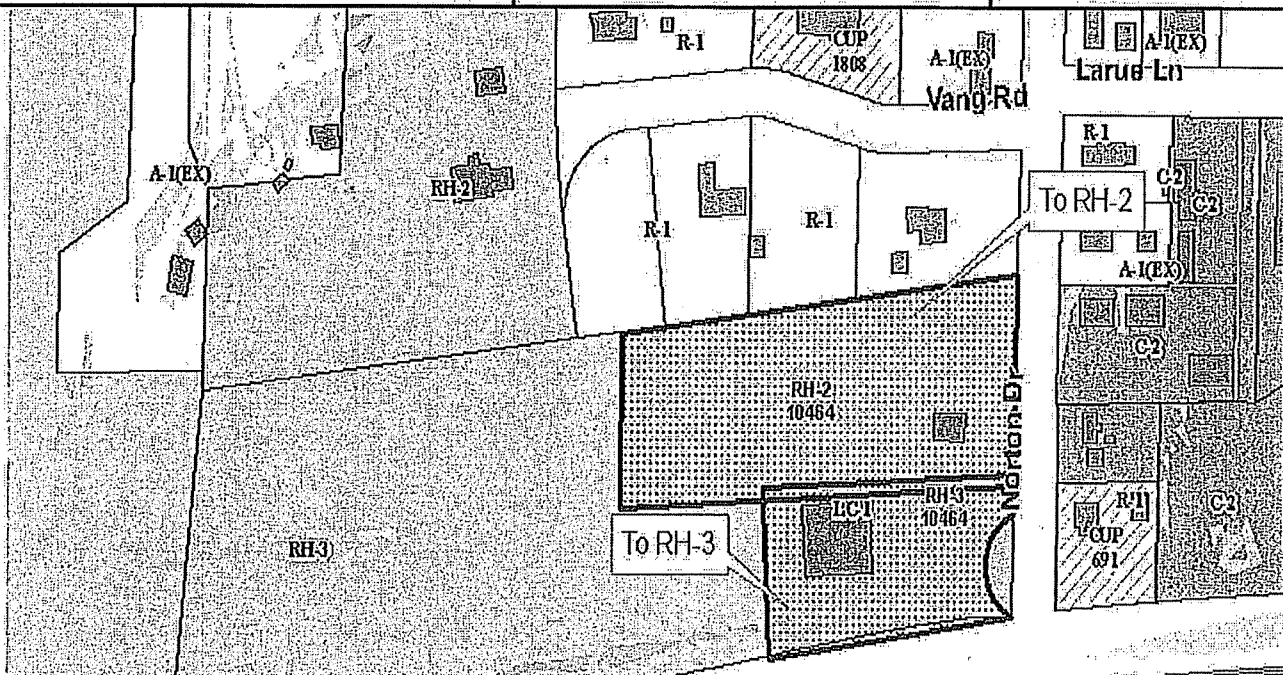 R-1
CUP
1808
A-1(EX)
A-1(EX)
Larue Ln
Vang Rd
A-1(EX)
RH-2
R-1
R-1
R-1
C-2
C-2
To RH-2
A-1(EX)
C-2
RH-2
10464
Norton Dr
RH-3
10464
LC-1
R-1
CUP
691
C-2
To RH-3
RH-3